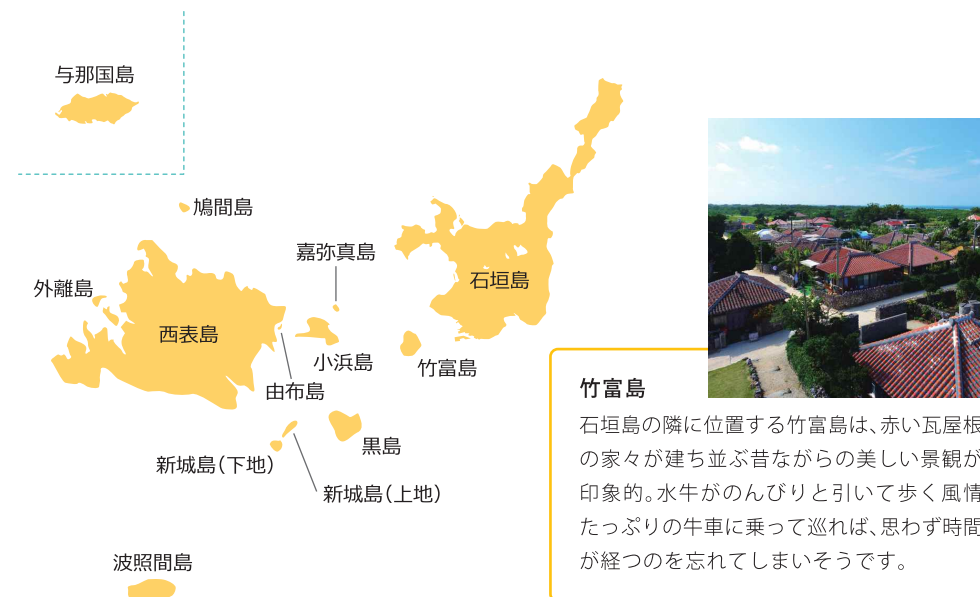 与那国島
鳩間島
嘉弥真島
外離島
石垣島
西表島
小浜島
竹富島
由布島
黒島
新城島(下地)
新城島(上地)
波照間島
竹富島
石垣島の隣に位置する竹富島は、赤い瓦屋根
の家々が建ち並ぶ昔ながらの美しい景観が
印象的。水牛がのんびりと引いて歩く風情
たっぷりの牛車に乗って巡れば、思わず時間
が経つのを忘れてしまいそうです。